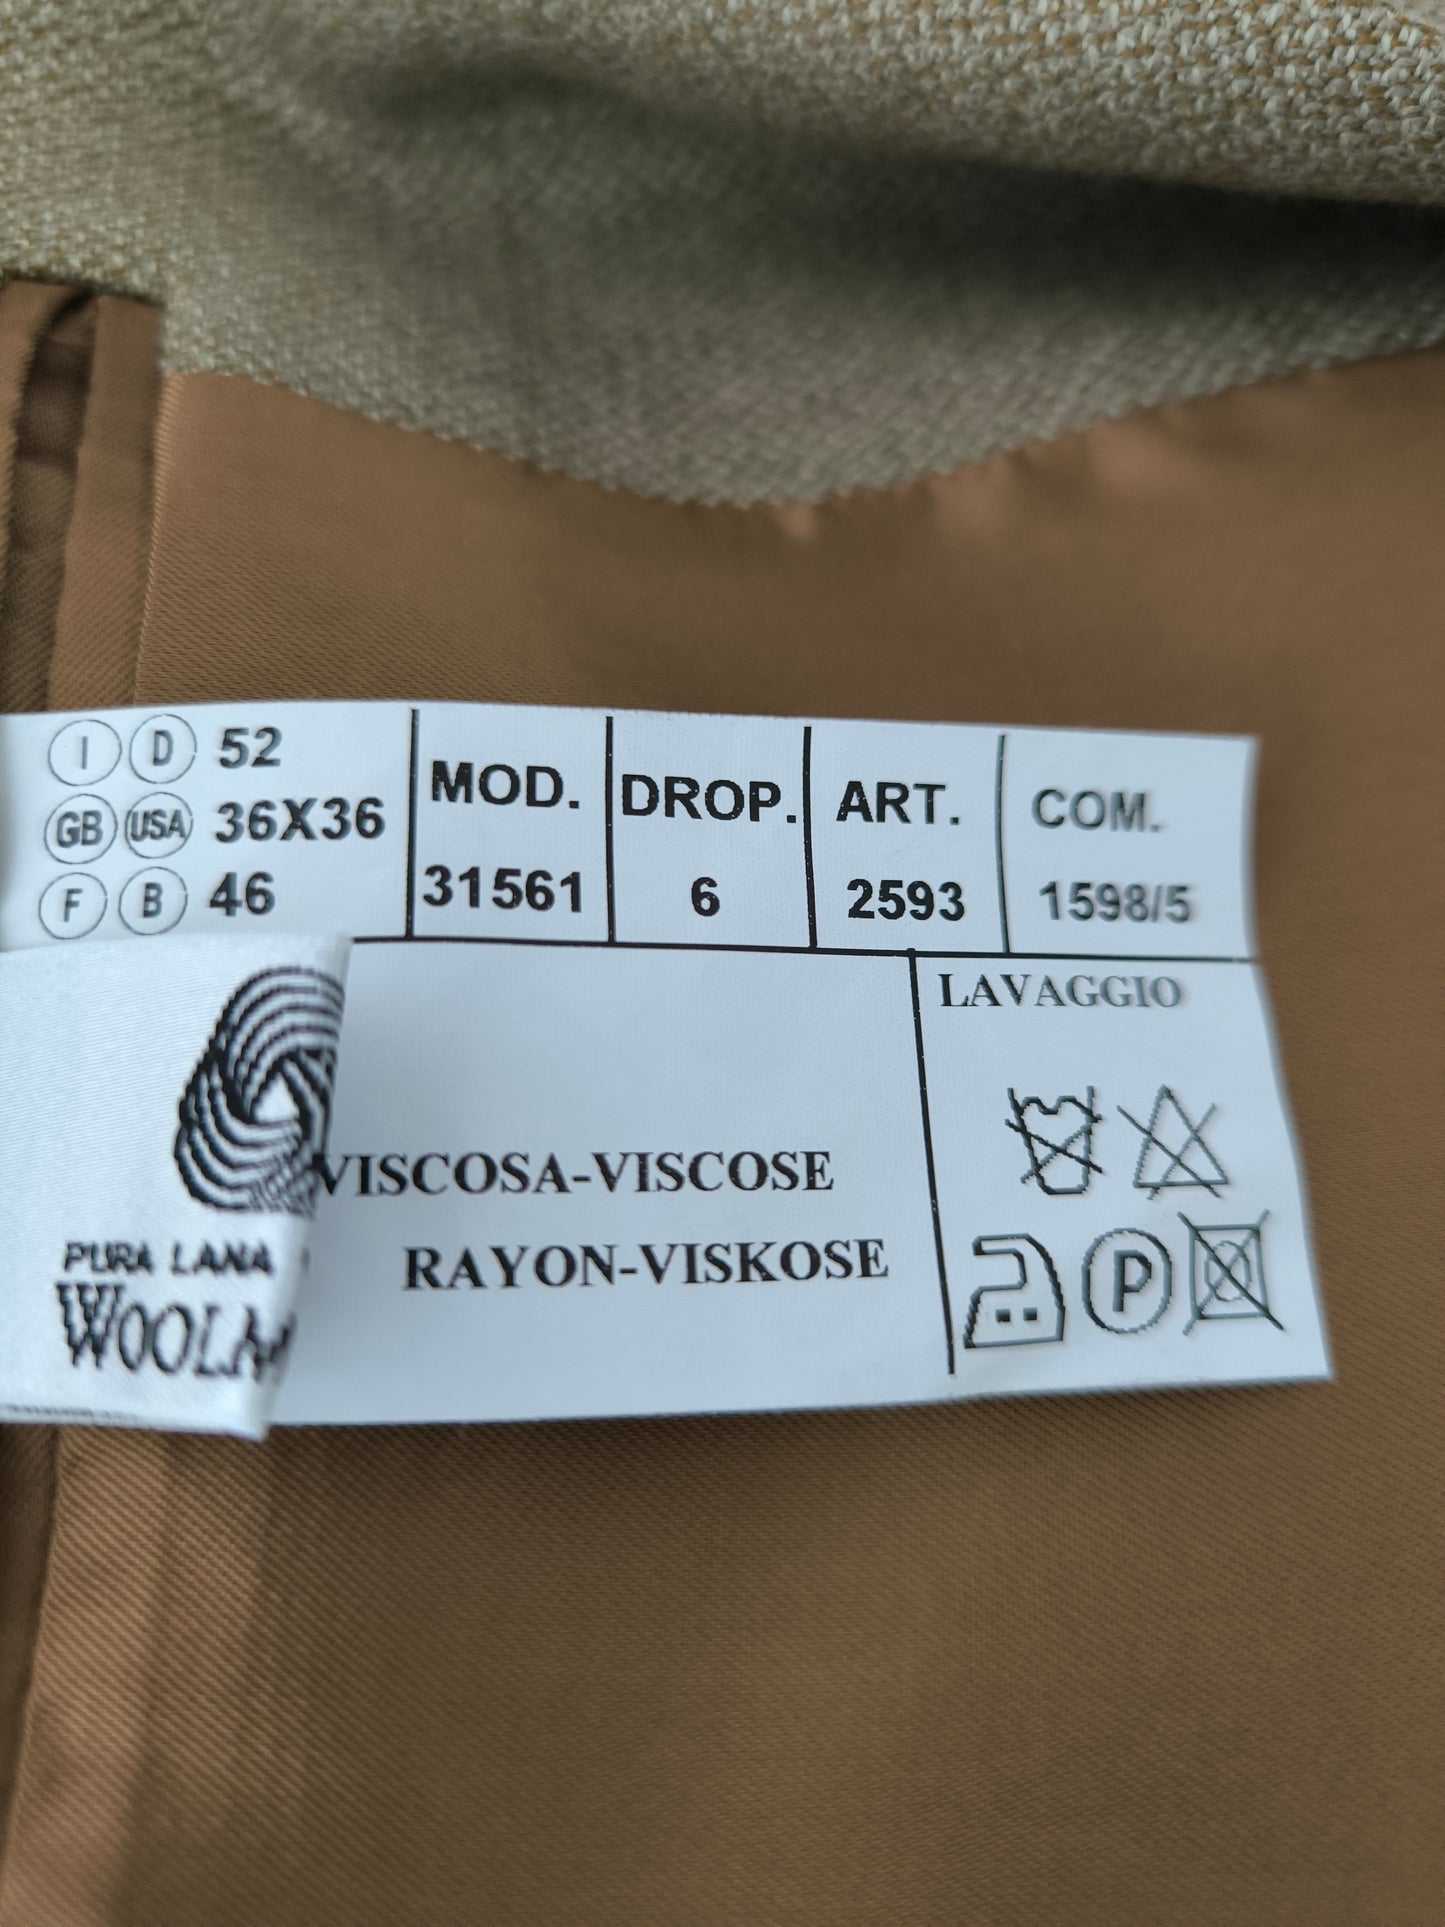 I D 52
GB USA 36X36
F B 46
MOD.
31561
DROP.
6
ART.
2593
COM.
1598/5
PURA LANA
VISCOSA-VISCOSE
RAYON-VISKOSE
LAVAGGIO
P